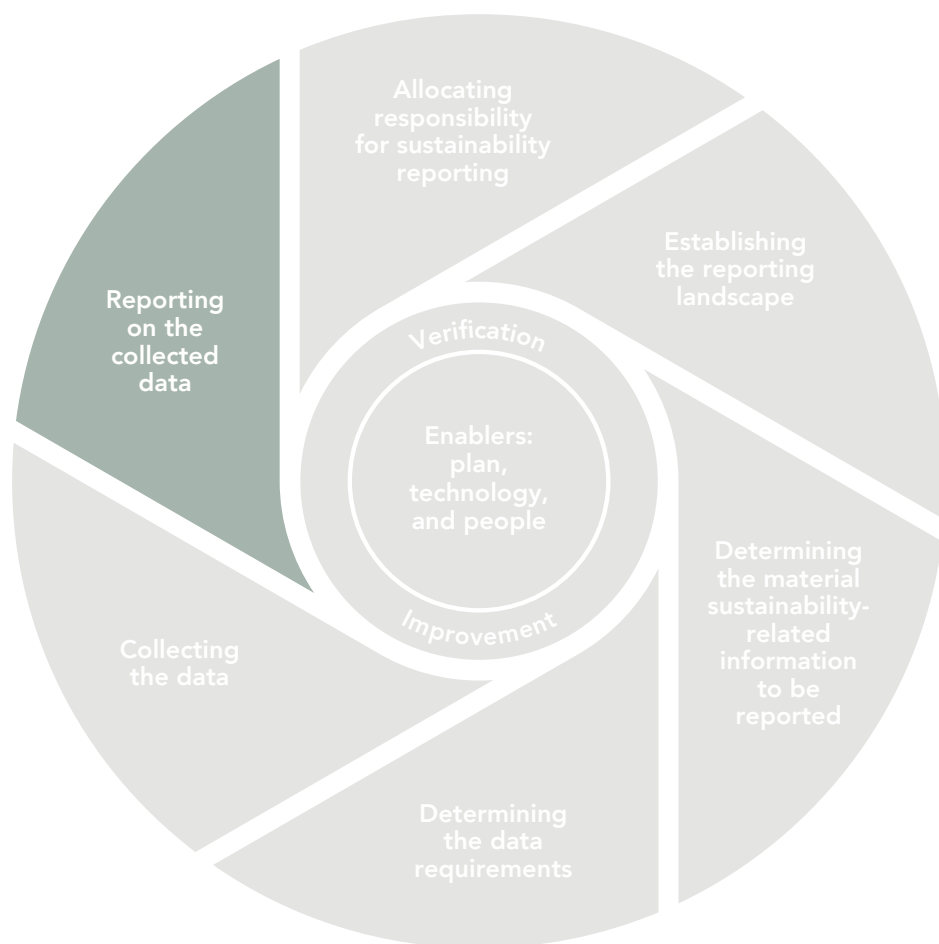 Allocating
responsibility
for sustainability
reporting
Establishing
the reporting
landscape
Determining
the material
sustainability-
related
information
to be
reported
Determining
the data
requirements
Collecting
the data
Reporting
on the
collected
data
Verification
Enablers:
plan,
technology,
and people
Improvement